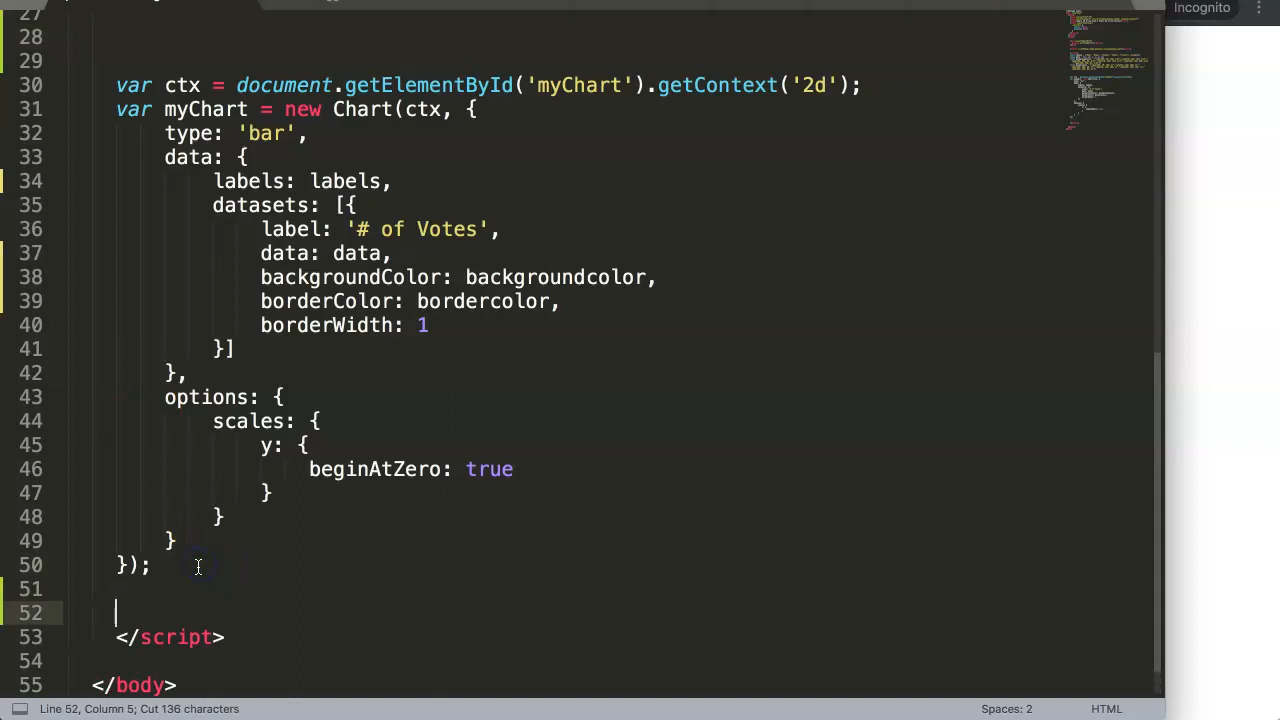 Incognito
27
28
29
30 var ctx = document.getElementById('myChart').getContext('2d');
31 var myChart = new Chart(ctx, {
32 type: 'bar',
33 data: {
34 labels: labels,
35 datasets: [{
36 label: '# of Votes',
37 data: data,
38 backgroundColor: backgroundcolor,
39 borderColor: bordercolor,
40 borderWidth: 1
41 }]
42 },
43 options: {
44 scales: {
45 y: {
46 beginAtZero: true
47 }
48 }
49 }
50 });
51
52
53 </script>
54
55 </body>
Line 52, Column 5; Cut 136 characters Spaces: 2 HTML